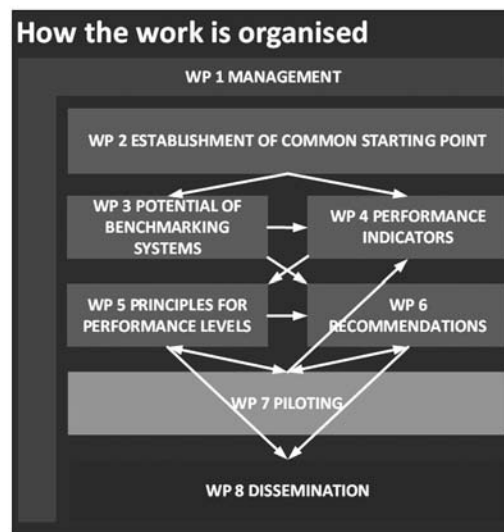 How the work is organised
WP 1 MANAGEMENT
WP 2 ESTABLISHMENT OF COMMON STARTING POINT
WP 3 POTENTIAL OF
BENCHMARKING
SYSTEMS
WP 4 PERFORMANCE
INDICATORS
WP 5 PRINCIPLES FOR
PERFORMANCE LEVELS
WP 6
RECOMMENDATIONS
WP 7 PILOTING
WP 8 DISSEMINATION